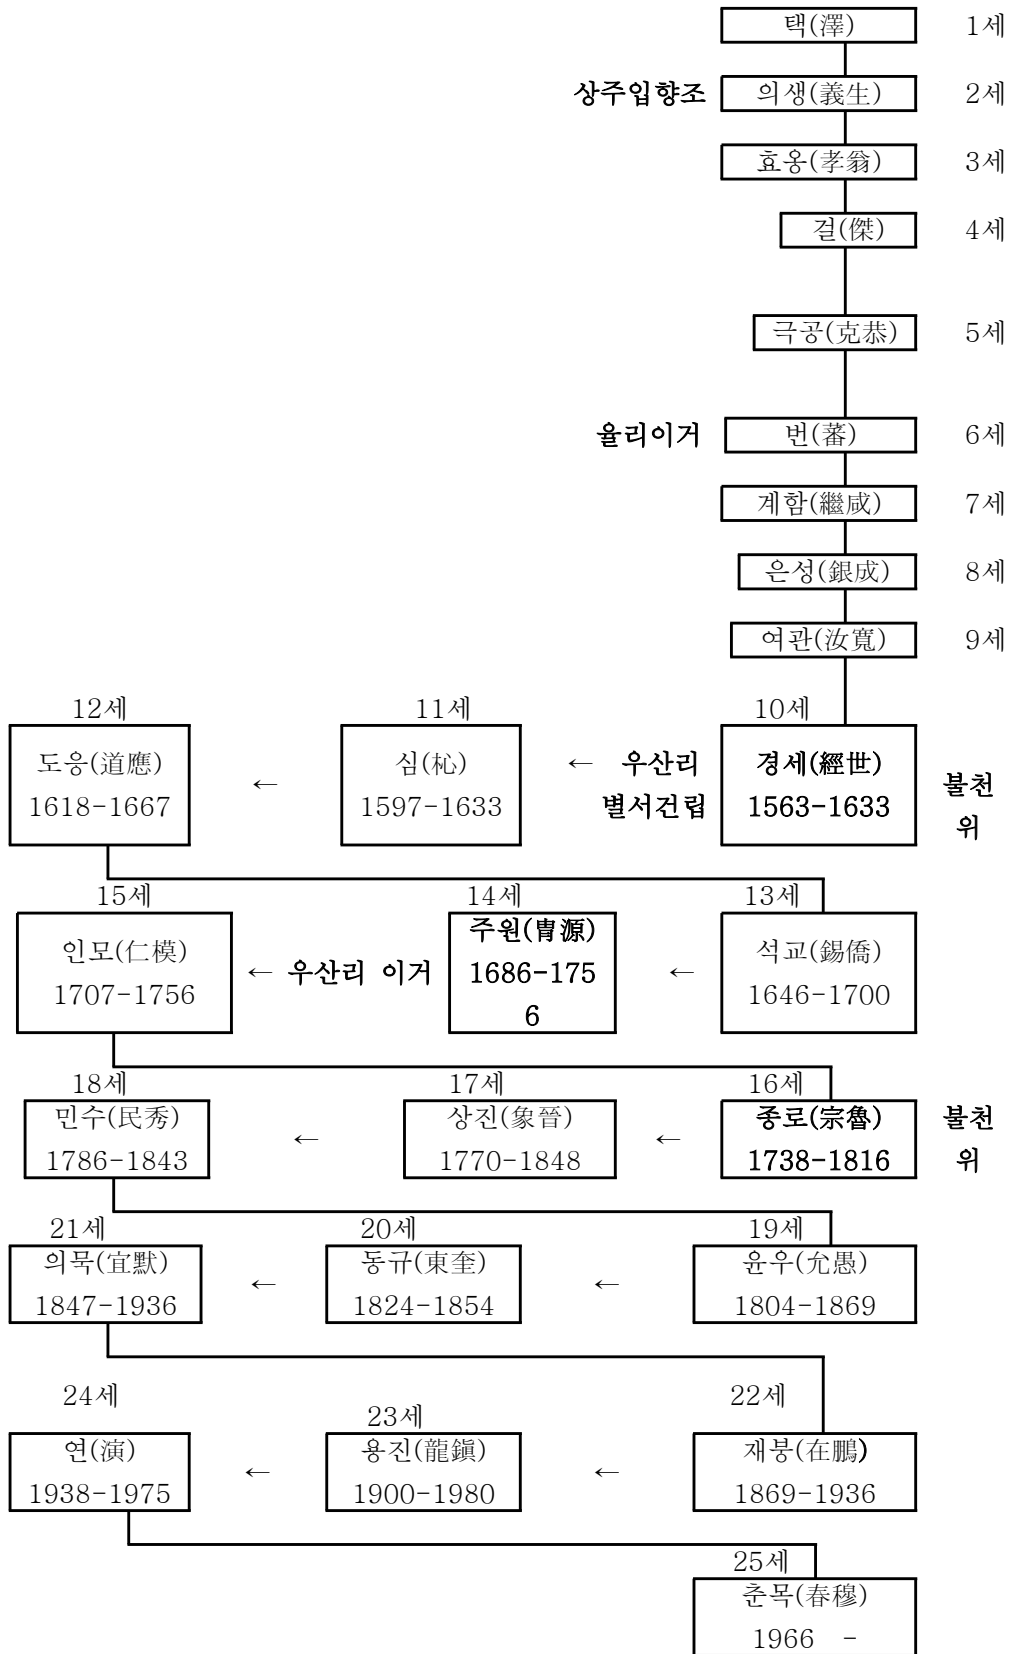 택(澤) 1세
상주입향조 의생(義生) 2세
효옹(孝翁) 3세
걸(傑) 4세
극공(克恭) 5세
율리이거 번(蕃) 6세
계함(繼咸) 7세
은성(銀成) 8세
여관(汝寬) 9세
12세 11세 10세
도응(道應) ← 심(杺) ← 우산리 경세(經世) 불천
1618-1667 1597-1633 별서건립 1563-1633 위
15세 14세 13세
인모(仁模) ← 우산리 이거 주원(冑源) ← 석교(錫僑)
1707-1756 1686-175 1646-1700
6
18세 17세 16세
민수(民秀) ← 상진(象晉) ← 종로(宗魯) 불천
1786-1843 1770-1848 1738-1816 위
21세 20세 19세
의묵(宜默) ← 동규(東奎) ← 윤우(允愚)
1847-1936 1824-1854 1804-1869
24세 23세 22세
연(演) ← 용진(龍鎭) ← 재붕(在鵬)
1938-1975 1900-1980 1869-1936
25세
춘목(春穆)
1966 -